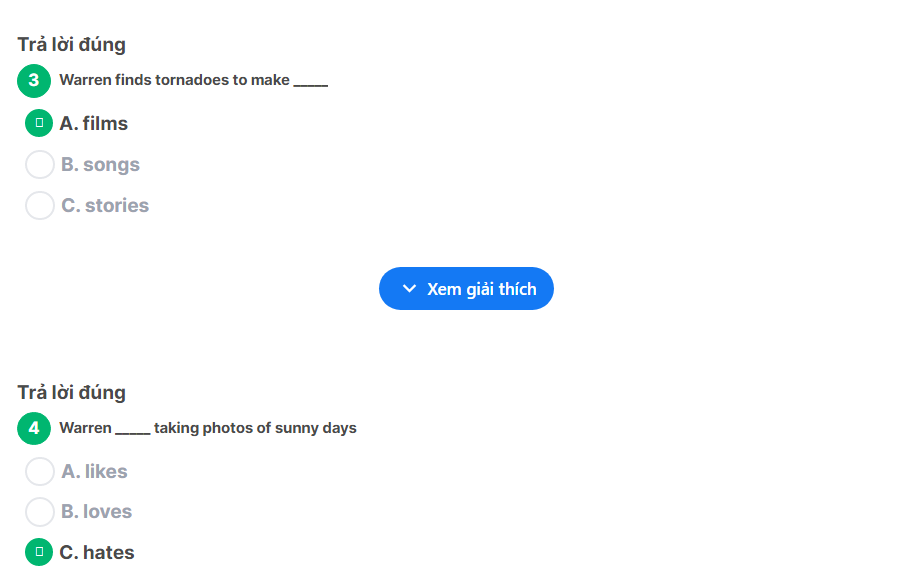 Trả lời đúng
3 Warren finds tornadoes to make _____
A. films
B. songs
C. stories
Xem giải thích
Trả lời đúng
4 Warren _____ taking photos of sunny days
A. likes
B. loves
C. hates